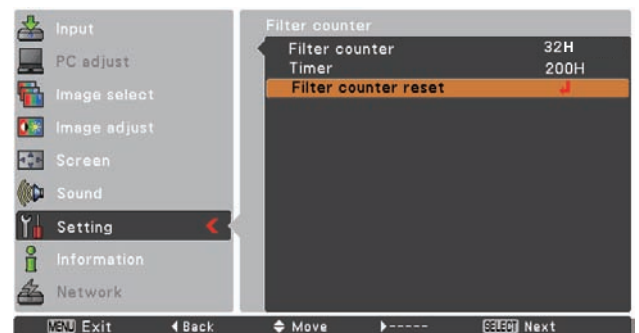 Input
PC adjust
Image select
Image adjust
Screen
Sound
Setting
Information
Network
Filter counter
Filter counter 32H
Timer 200H
Filter counter reset
MENU Exit Back Move ----- SELECT Next